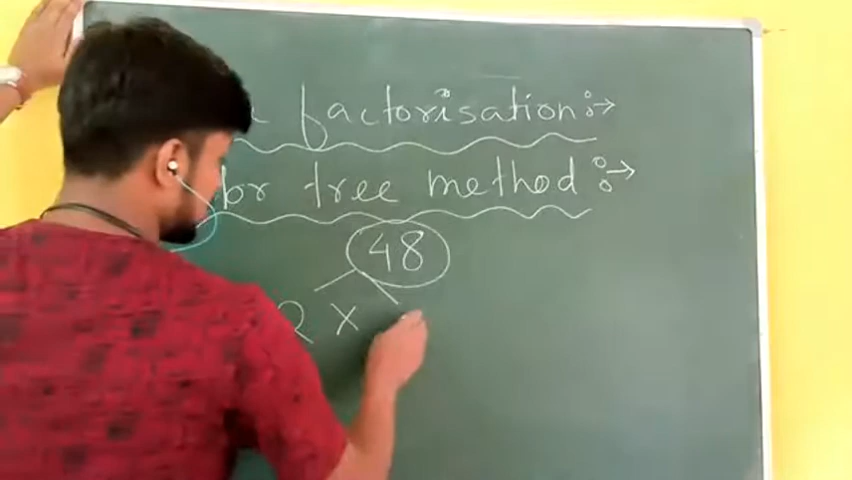 factorisation :→
tree method :→
48
2 ×